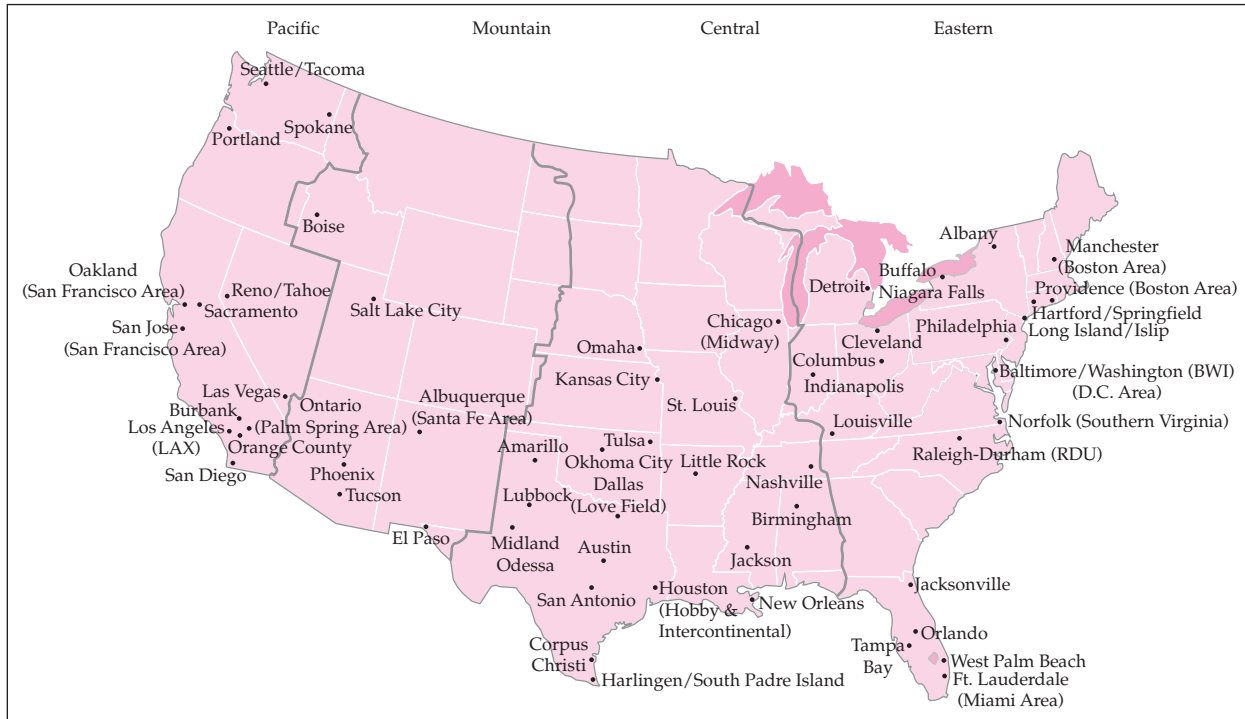 Pacific
Mountain
Central
Eastern
Seattle/Tacoma
Spokane
Portland
Boise
Albany
Manchester
(Boston Area)
Oakland
(San Francisco Area)
Reno/Tahoe
Sacramento
Salt Lake City
Detroit
Buffalo
Niagara Falls
Providence (Boston Area)
Hartford/Springfield
Long Island/Islip
San Jose
(San Francisco Area)
Chicago
(Midway)
Philadelphia
Cleveland
Omaha
Columbus
Indianapolis
Baltimore/Washington (BWI)
(D.C. Area)
Kansas City
St. Louis
Las Vegas
Burbank
Los Angeles
(LAX)
Ontario
(Palm Spring Area)
Orange County
San Diego
Albuquerque
(Santa Fe Area)
Louisville
Norfolk (Southern Virginia)
Raleigh-Durham (RDU)
Amarillo
Tulsa
Okhoma City
Dallas
(Love Field)
Little Rock
Nashville
Phoenix
Tucson
Lubbock
Birmingham
El Paso
Midland
Odessa
Austin
Jackson
San Antonio
Houston
(Hobby &
Intercontinental)
New Orleans
Jacksonville
Corpus
Christi
Harlingen/South Padre Island
Orlando
Tampa
Bay
West Palm Beach
Ft. Lauderdale
(Miami Area)